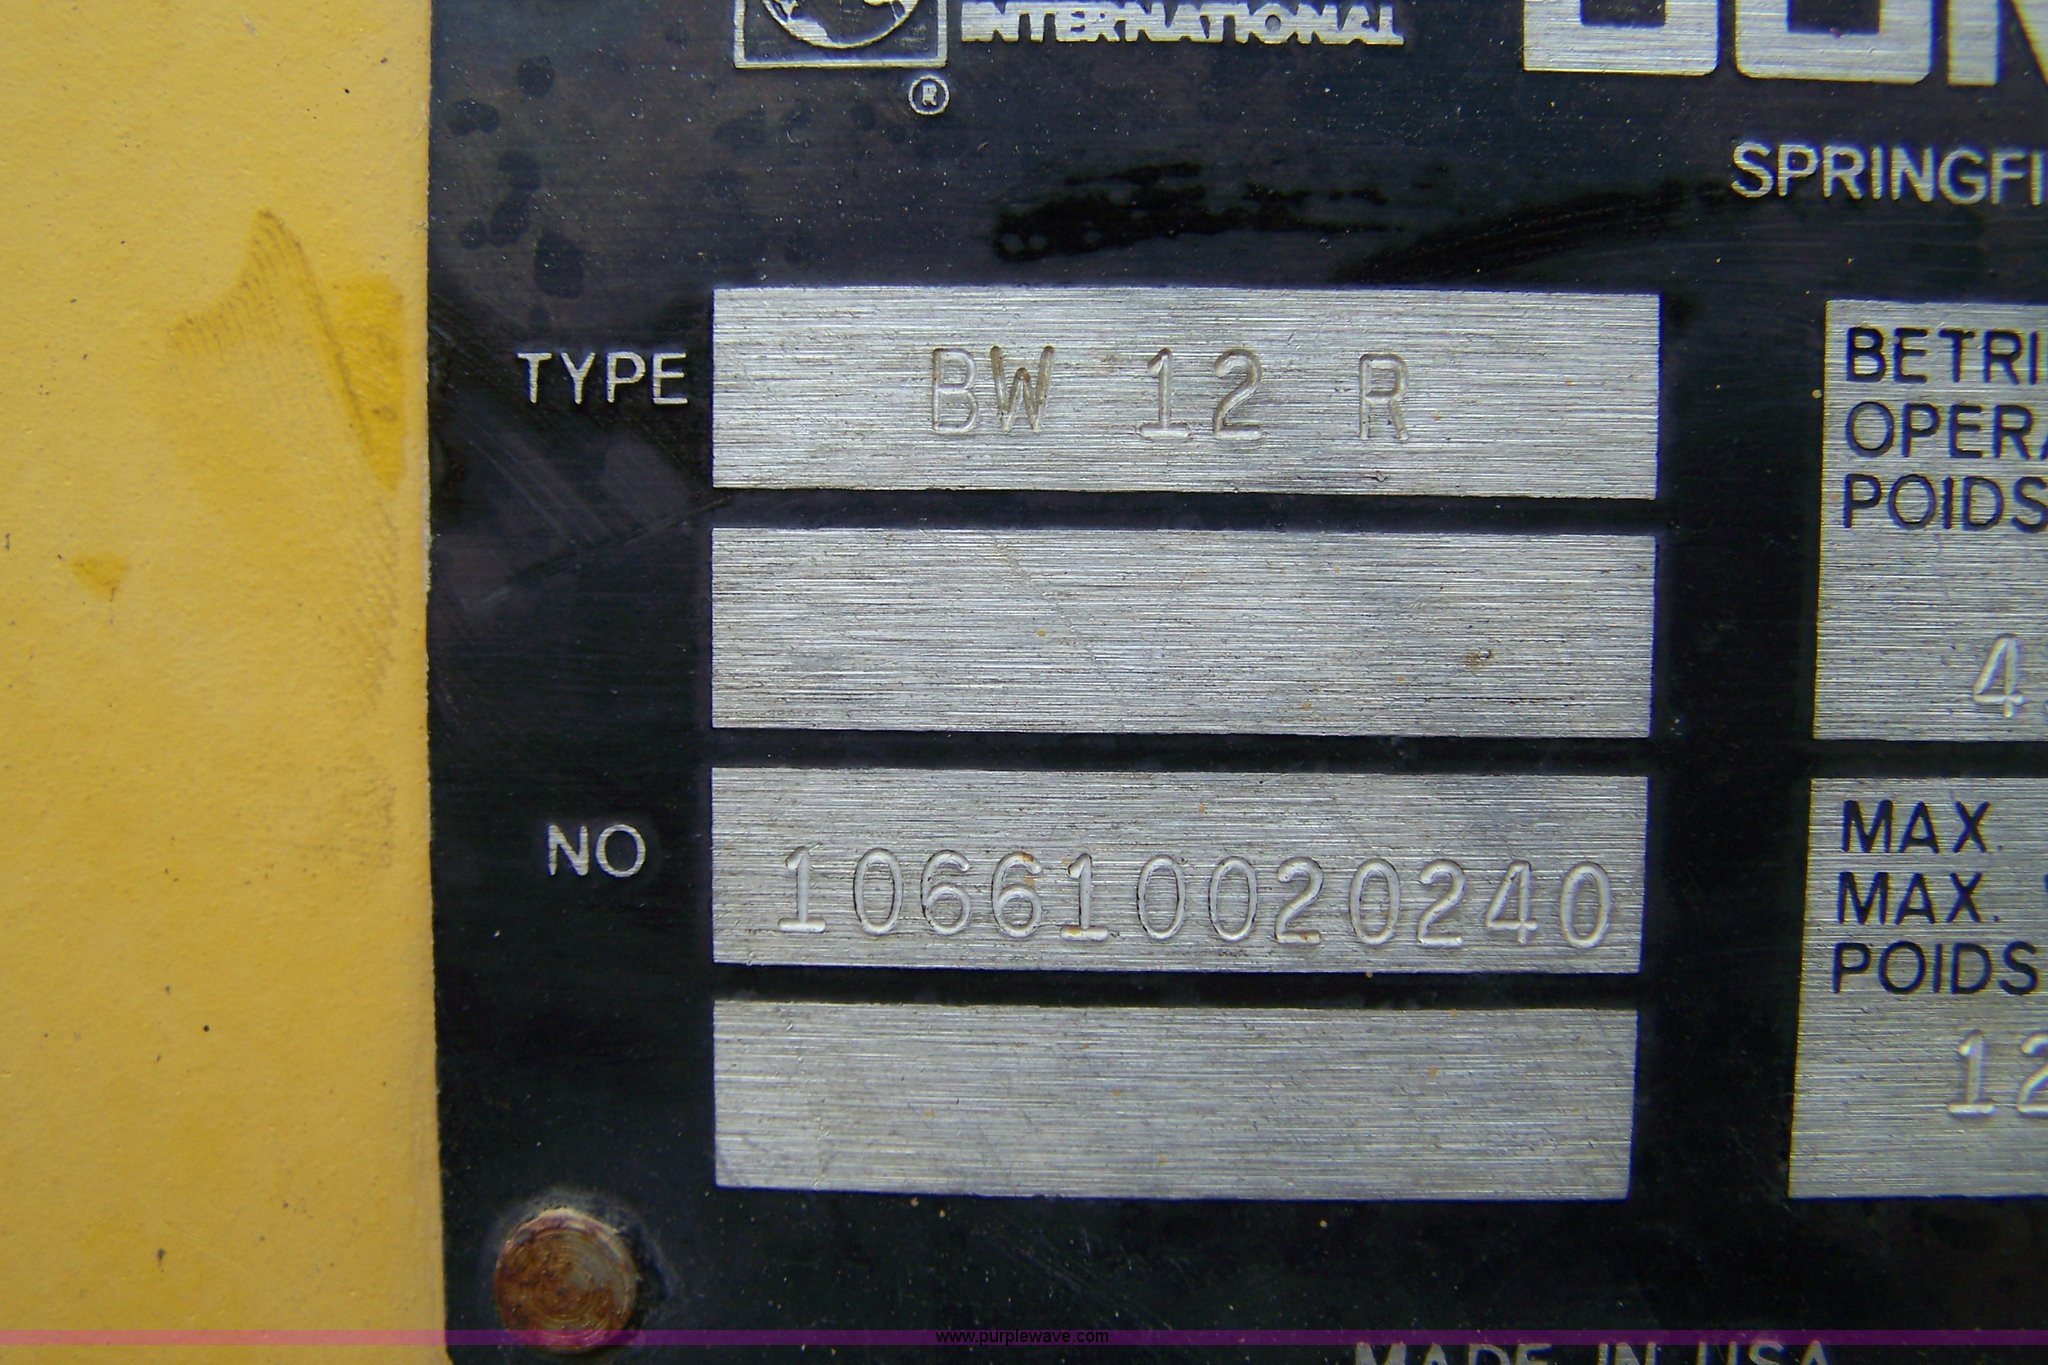 INTERNATIONAL
®
SPRINGFI
TYPE BW 12 R
NO 106610020240
BETRI
OPERA
POIDS
4
MAX.
MAX.
POIDS
12
MADE IN USA
www.purplewave.com